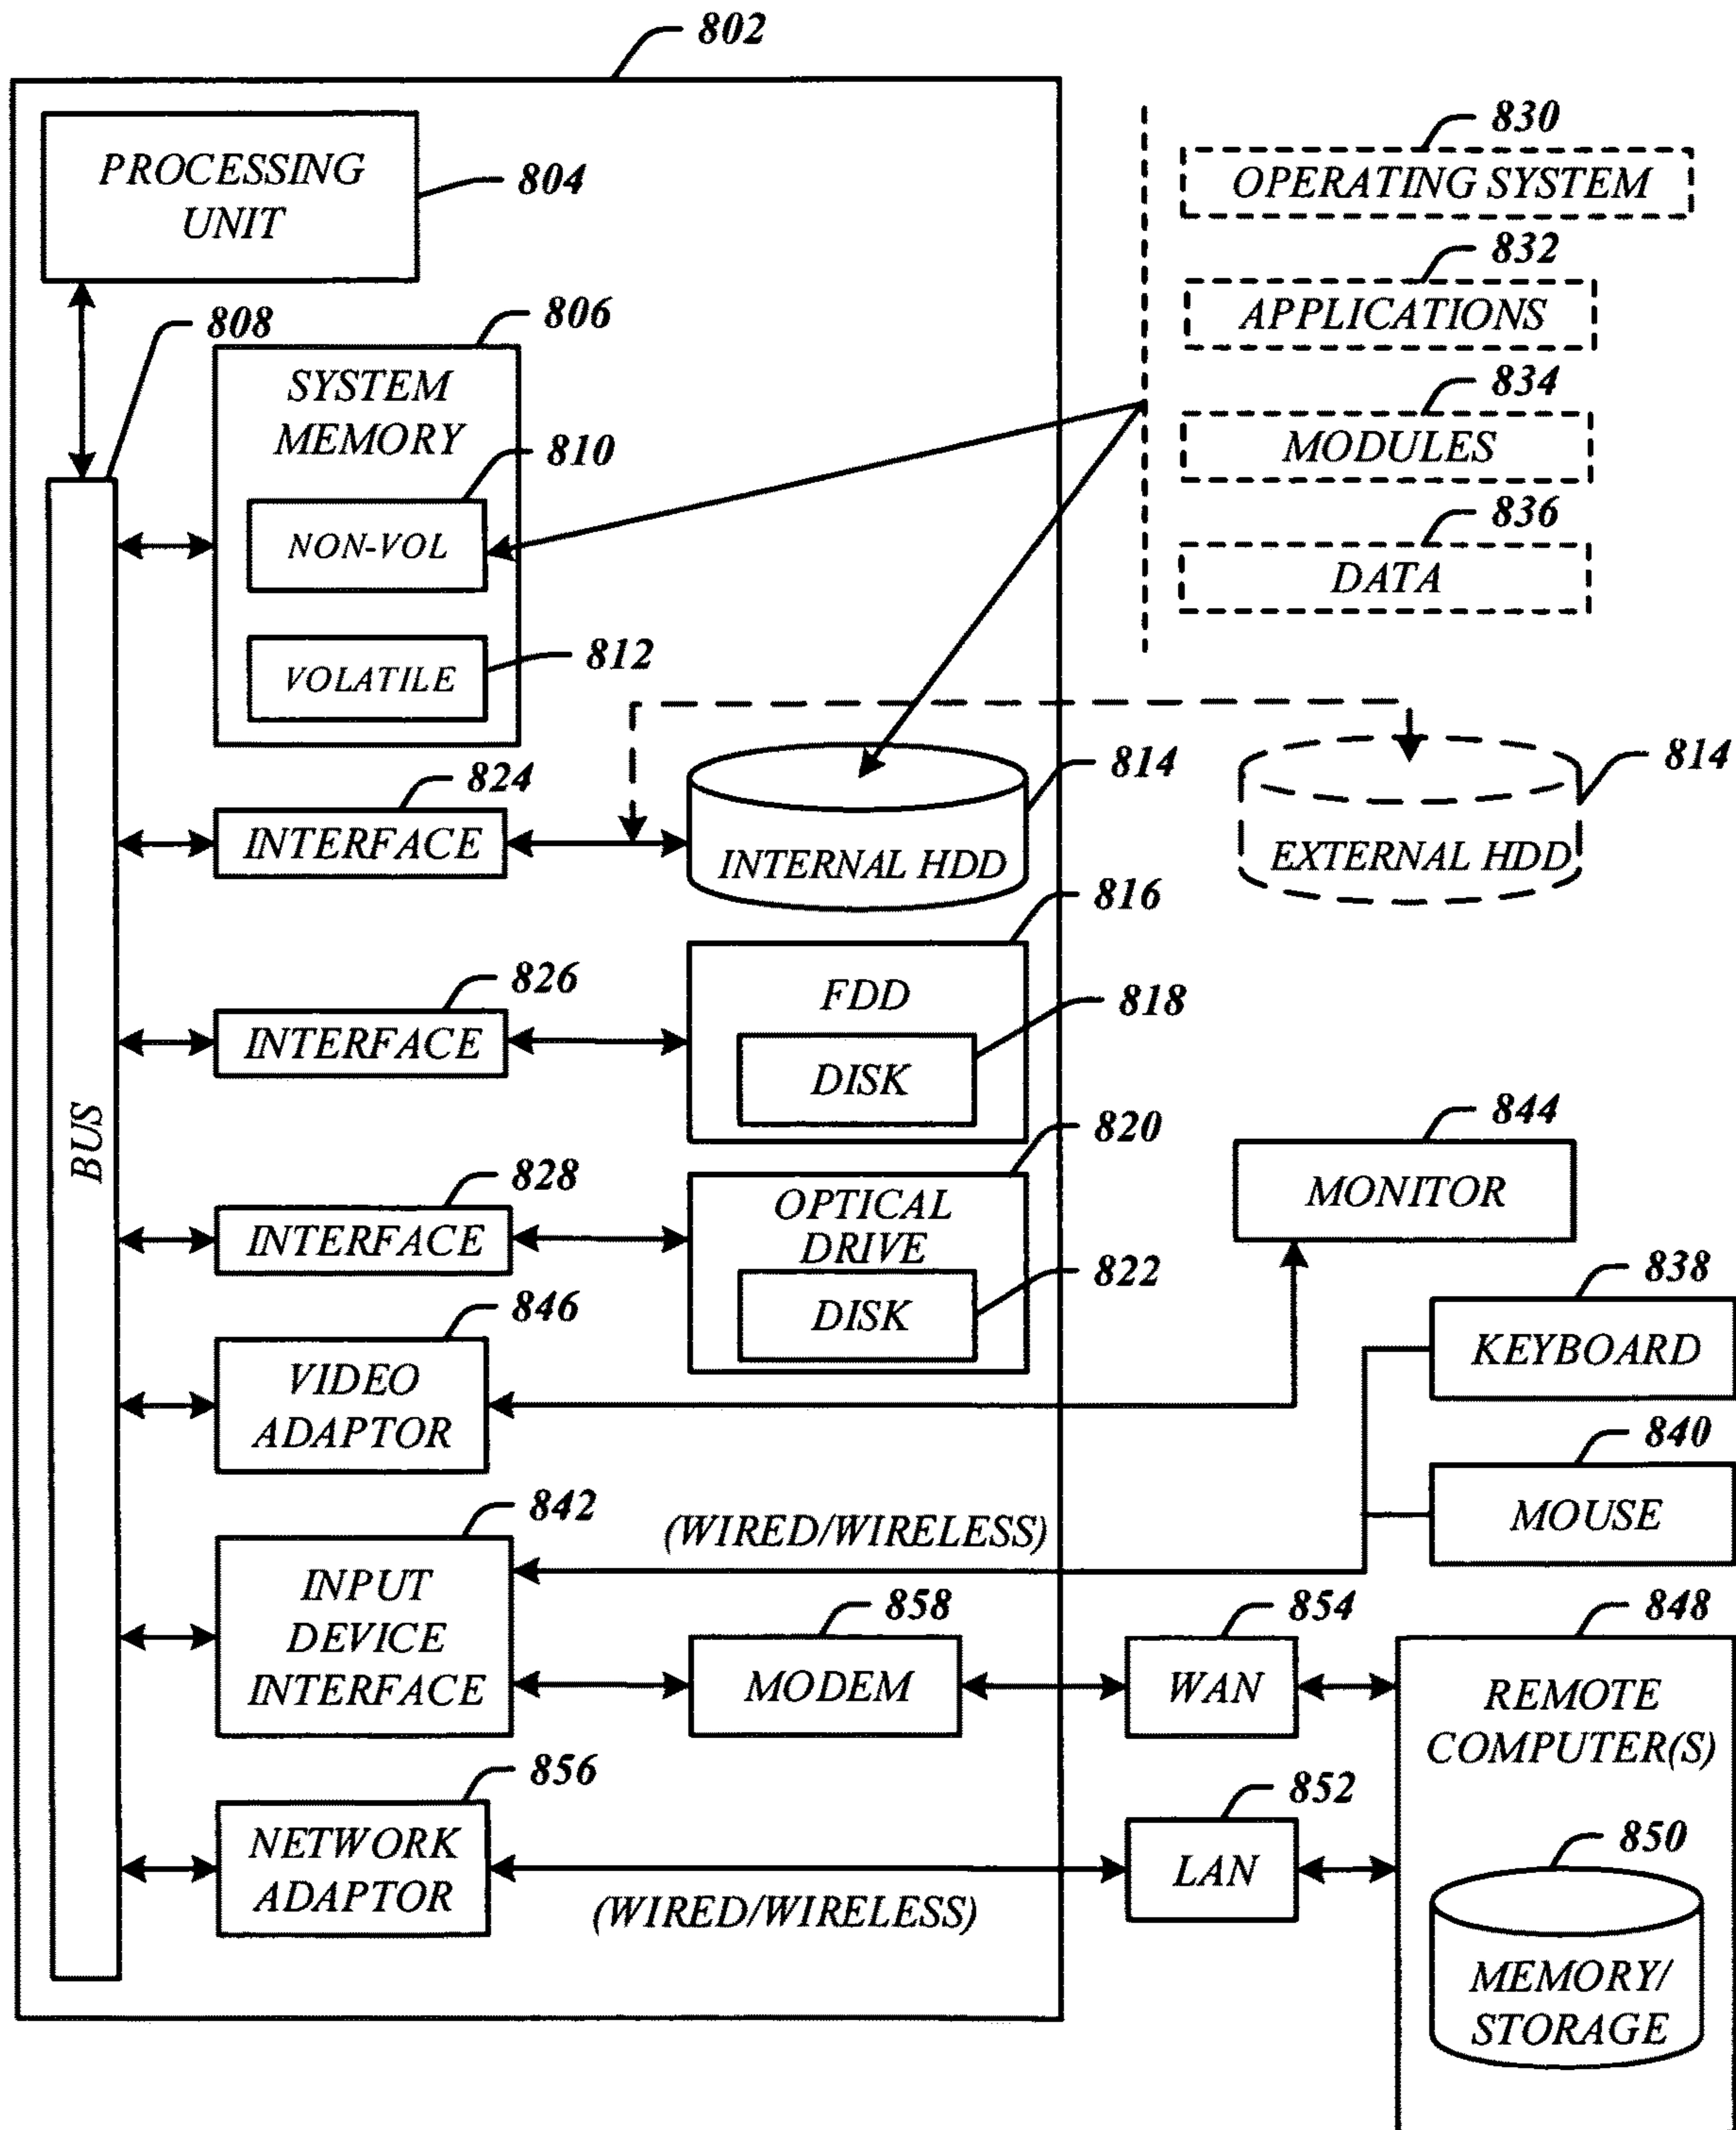 802
PROCESSING
UNIT
804
830
OPERATING SYSTEM
832
APPLICATIONS
834
MODULES
836
DATA
808
806
SYSTEM
MEMORY
810
NON-VOL
812
VOLATILE
BUS
824
INTERFACE
814
INTERNAL HDD
814
EXTERNAL HDD
826
INTERFACE
816
FDD
818
DISK
828
INTERFACE
820
OPTICAL
DRIVE
822
DISK
844
MONITOR
846
VIDEO
ADAPTOR
838
KEYBOARD
840
MOUSE
842
INPUT
DEVICE
INTERFACE
(WIRED/WIRELESS)
858
MODEM
854
WAN
848
REMOTE
COMPUTER(S)
856
NETWORK
ADAPTOR
(WIRED/WIRELESS)
852
LAN
850
MEMORY/
STORAGE